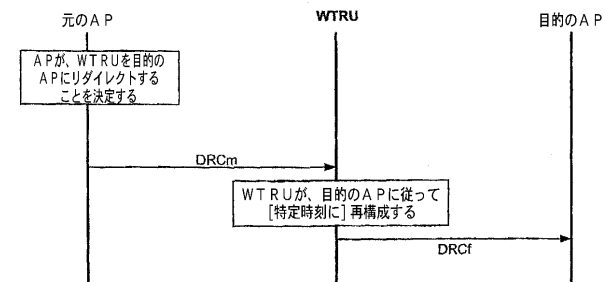 元のＡＰ
WTRU
目的のＡＰ
ＡＰが、ＷＴＲＵを目的の
ＡＰにリダイレクトする
ことを決定する
DRCm
ＷＴＲＵが、目的のＡＰに従って
[特定時刻に]再構成する
DRCf